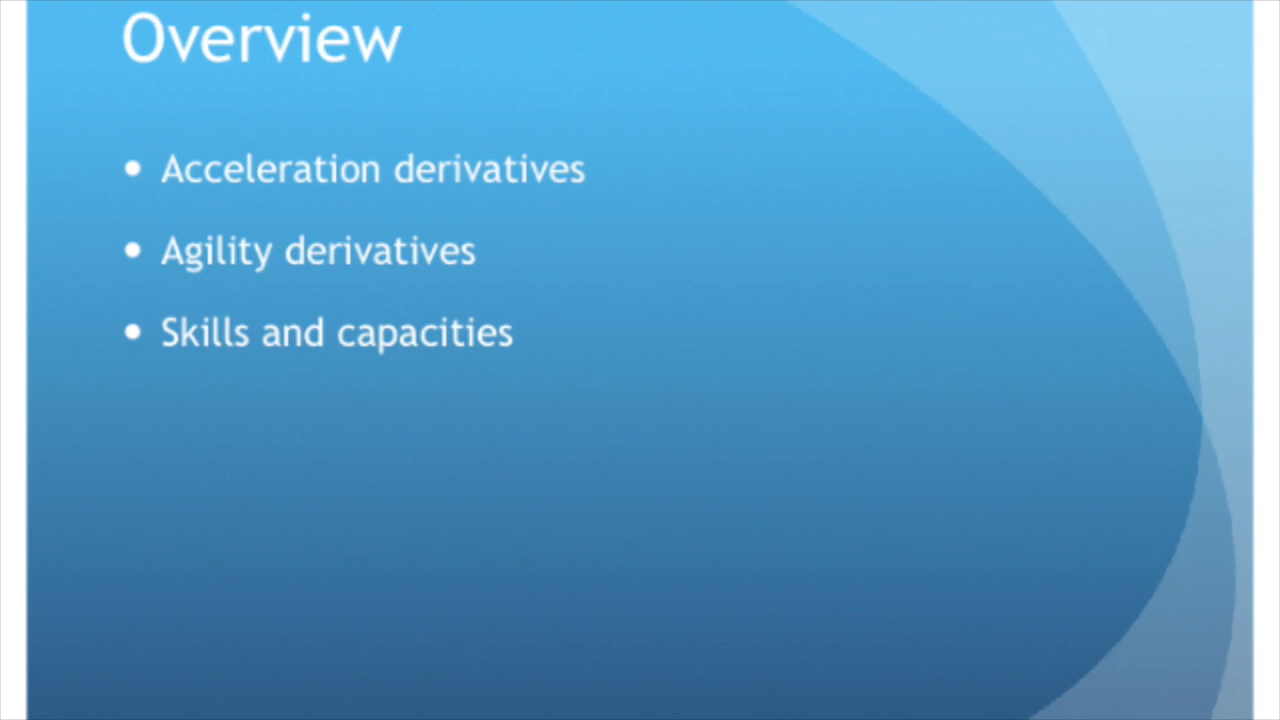 Overview
• Acceleration derivatives
• Agility derivatives
• Skills and capacities